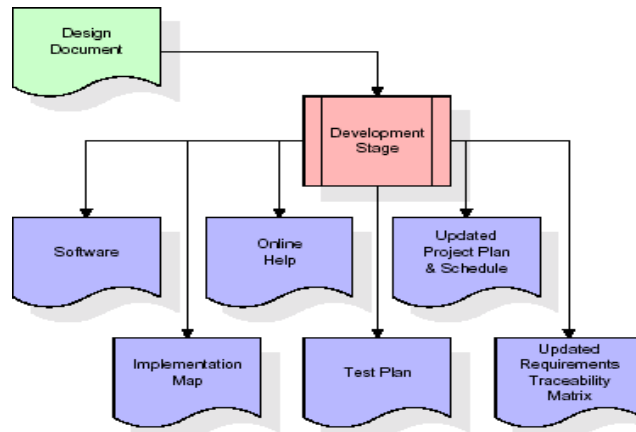 Design
Document
Development
Stage
Software
Online
Help
Updated
Project Plan
& Schedule
Implementation
Map
Test Plan
Updated
Requirements
Traceability
Matrix